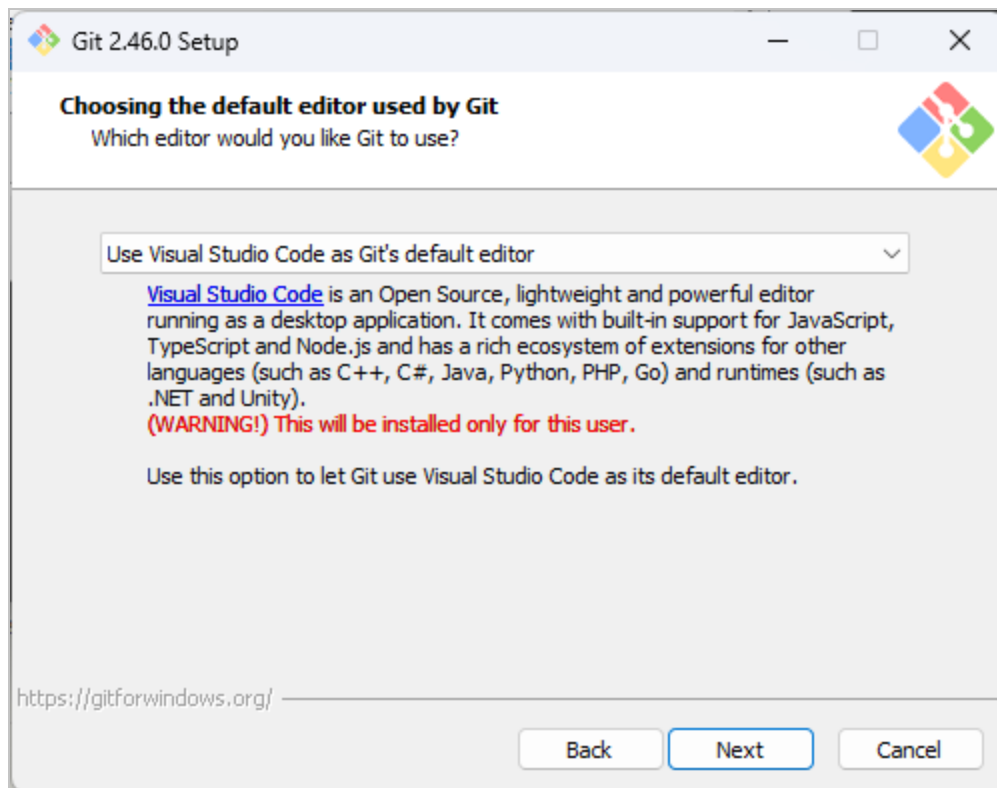 Git 2.46.0 Setup
Choosing the default editor used by Git
Which editor would you like Git to use?
Use Visual Studio Code as Git's default editor
Visual Studio Code is an Open Source, lightweight and powerful editor
running as a desktop application. It comes with built-in support for JavaScript,
TypeScript and Node.js and has a rich ecosystem of extensions for other
languages (such as C++, C#, Java, Python, PHP, Go) and runtimes (such as
.NET and Unity).
(WARNING!) This will be installed only for this user.
Use this option to let Git use Visual Studio Code as its default editor.
https://gitforwindows.org/
Back Next Cancel